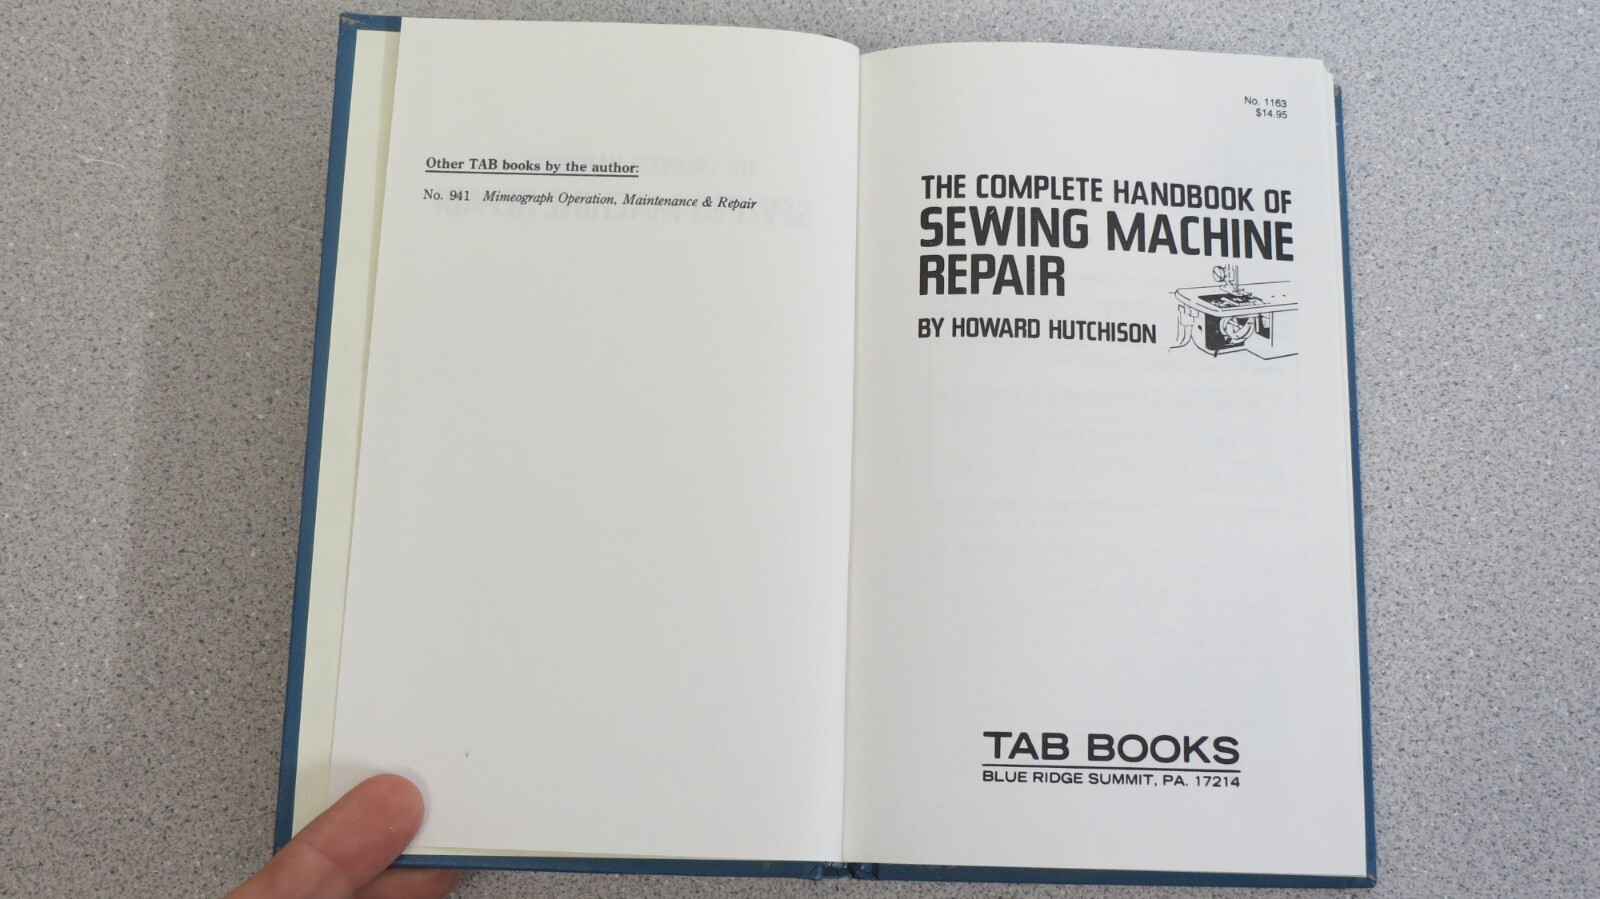 Other TAB books by the author:
No. 941 Mimeograph Operation, Maintenance & Repair
No. 1163
$14.95
THE COMPLETE HANDBOOK OF
SEWING MACHINE
REPAIR
BY HOWARD HUTCHISON
TAB BOOKS
BLUE RIDGE SUMMIT, PA. 17214